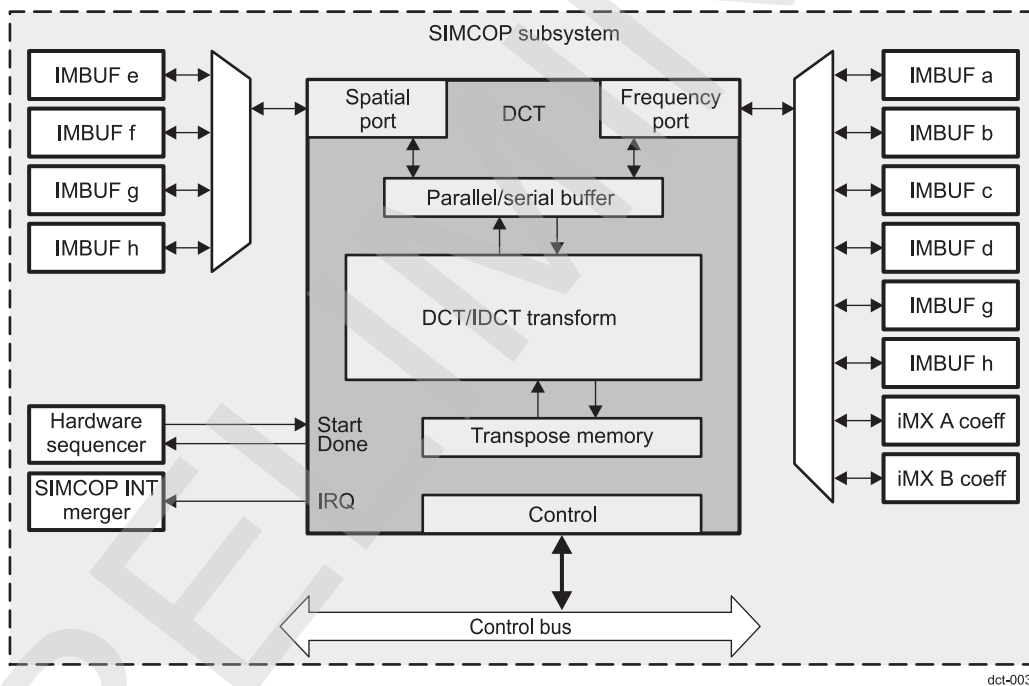 SIMCOP subsystem
IMBUF e
IMBUF f
IMBUF g
IMBUF h
Spatial
port
DCT
Frequency
port
Parallel/serial buffer
DCT/IDCT transform
Transpose memory
Start
Done
IRQ
Control
Hardware
sequencer
SIMCOP INT
merger
IMBUF a
IMBUF b
IMBUF c
IMBUF d
IMBUF g
IMBUF h
iMX A coeff
iMX B coeff
Control bus
dct-003